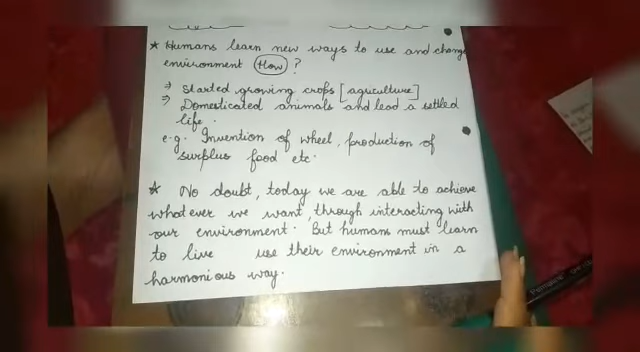 * Humans learn new ways to use and change
environment (How) ?
⇒ Started growing crops [agriculture]
⇒ Domesticated animals and lead a settled
life.
e.g. Invention of wheel, production of
surplus food etc.
* No doubt, today we are able to achieve
whatever we want, through interacting with
our environment. But humans must learn
to live use their environment in a
harmonious way.